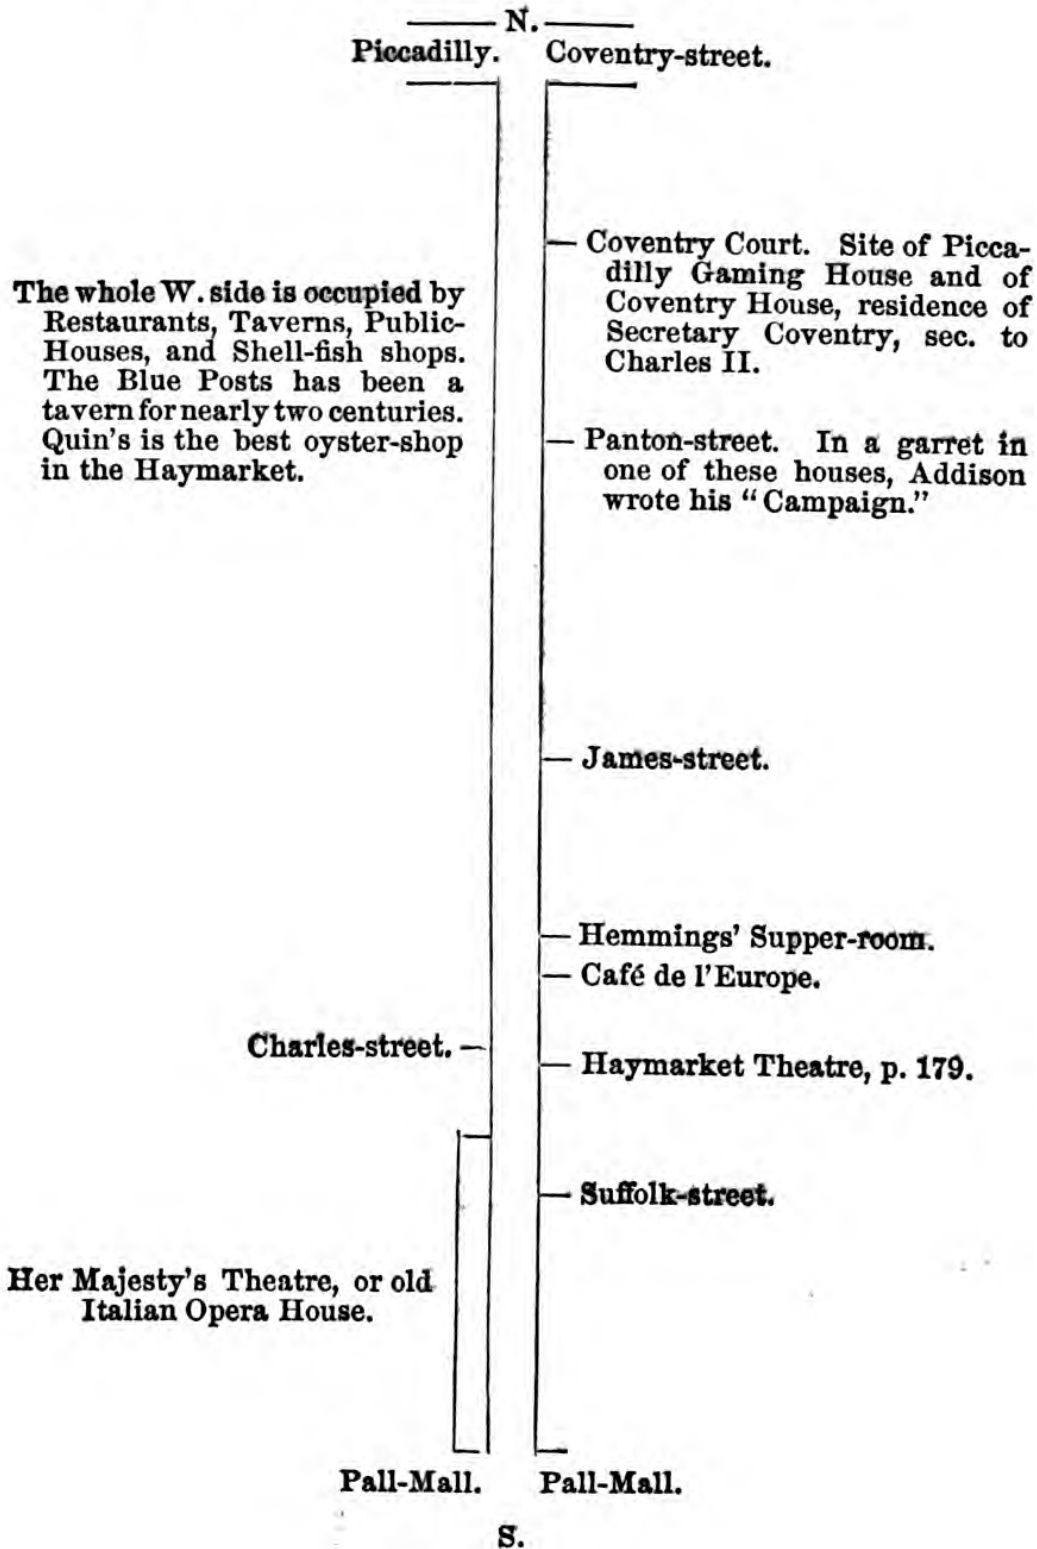 N.
Piccadilly. Coventry-street.
Coventry Court. Site of Picca-
dilly Gaming House and of
Coventry House, residence of
Secretary Coventry, sec. to
Charles II.
The whole W. side is occupied by
Restaurants, Taverns, Public-
Houses, and Shell-fish shops.
The Blue Posts has been a
tavern for nearly two centuries.
Quin's is the best oyster-shop
in the Haymarket.
Panton-street. In a garret in
one of these houses, Addison
wrote his "Campaign."
James-street.
Hemmings' Supper-room.
Café de l'Europe.
Charles-street.
Haymarket Theatre, p. 179.
Suffolk-street.
Her Majesty's Theatre, or old
Italian Opera House.
Pall-Mall. Pall-Mall.
S.